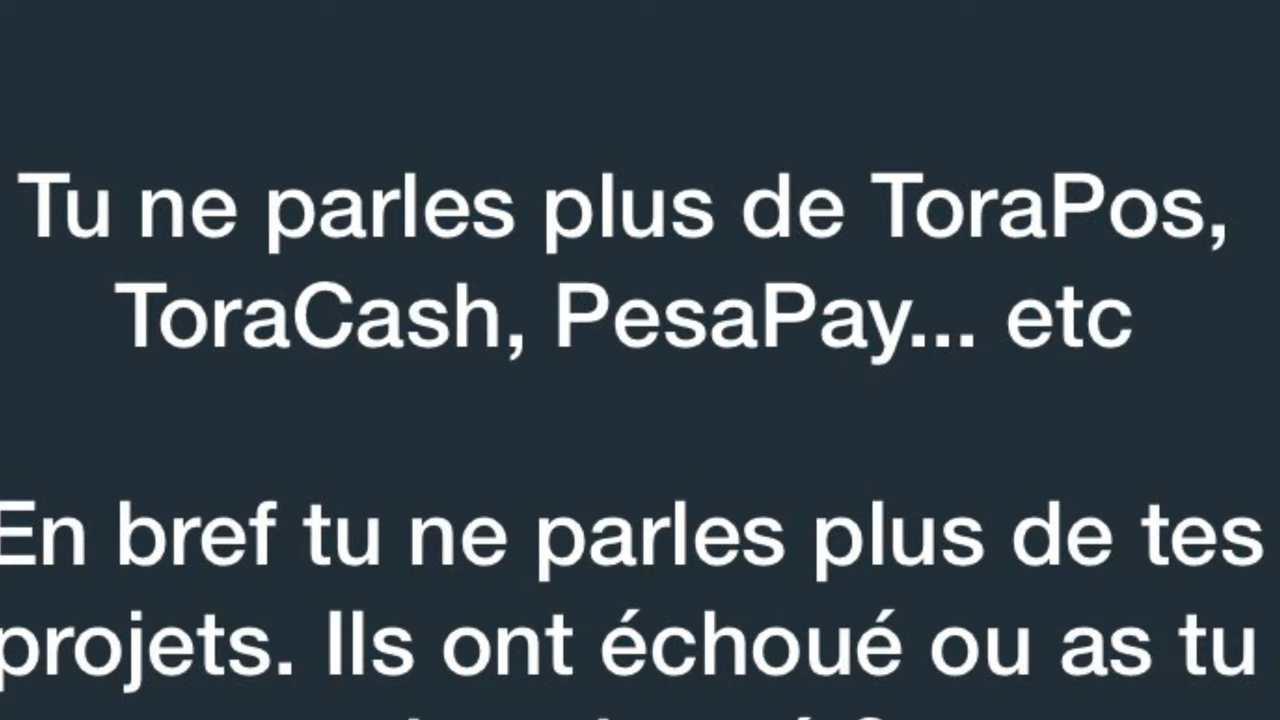 Tu ne parles plus de ToraPos,
ToraCash, PesaPay... etc
En bref tu ne parles plus de tes
projets. Ils ont échoué ou as tu